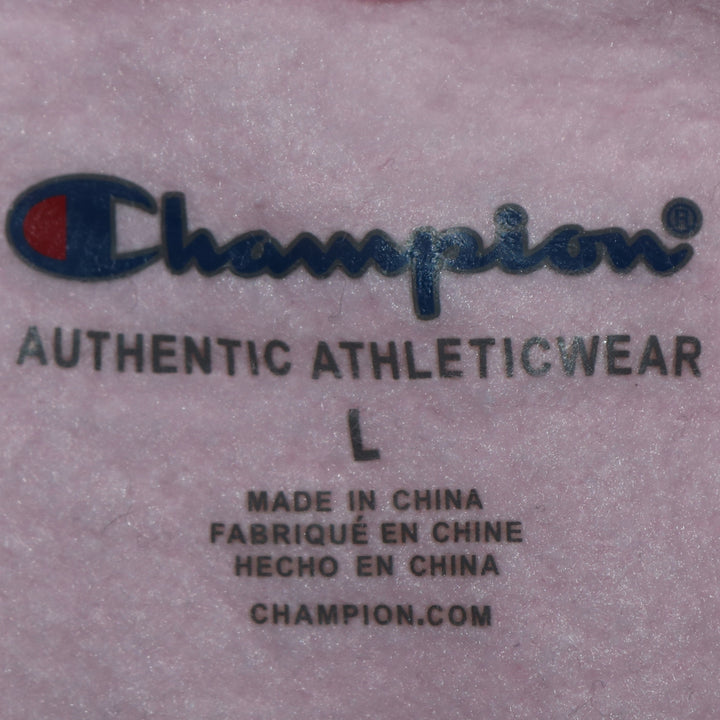 Champion®
AUTHENTIC ATHLETICWEAR
L
MADE IN CHINA
FABRIQUÉ EN CHINE
HECHO EN CHINA
CHAMPION.COM